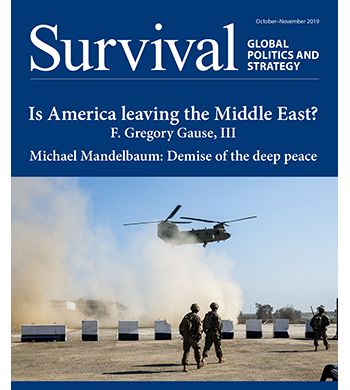 October–November 2019
Survival
GLOBAL
POLITICS AND
STRATEGY
Is America leaving the Middle East?
F. Gregory Gause, III
Michael Mandelbaum: Demise of the deep peace